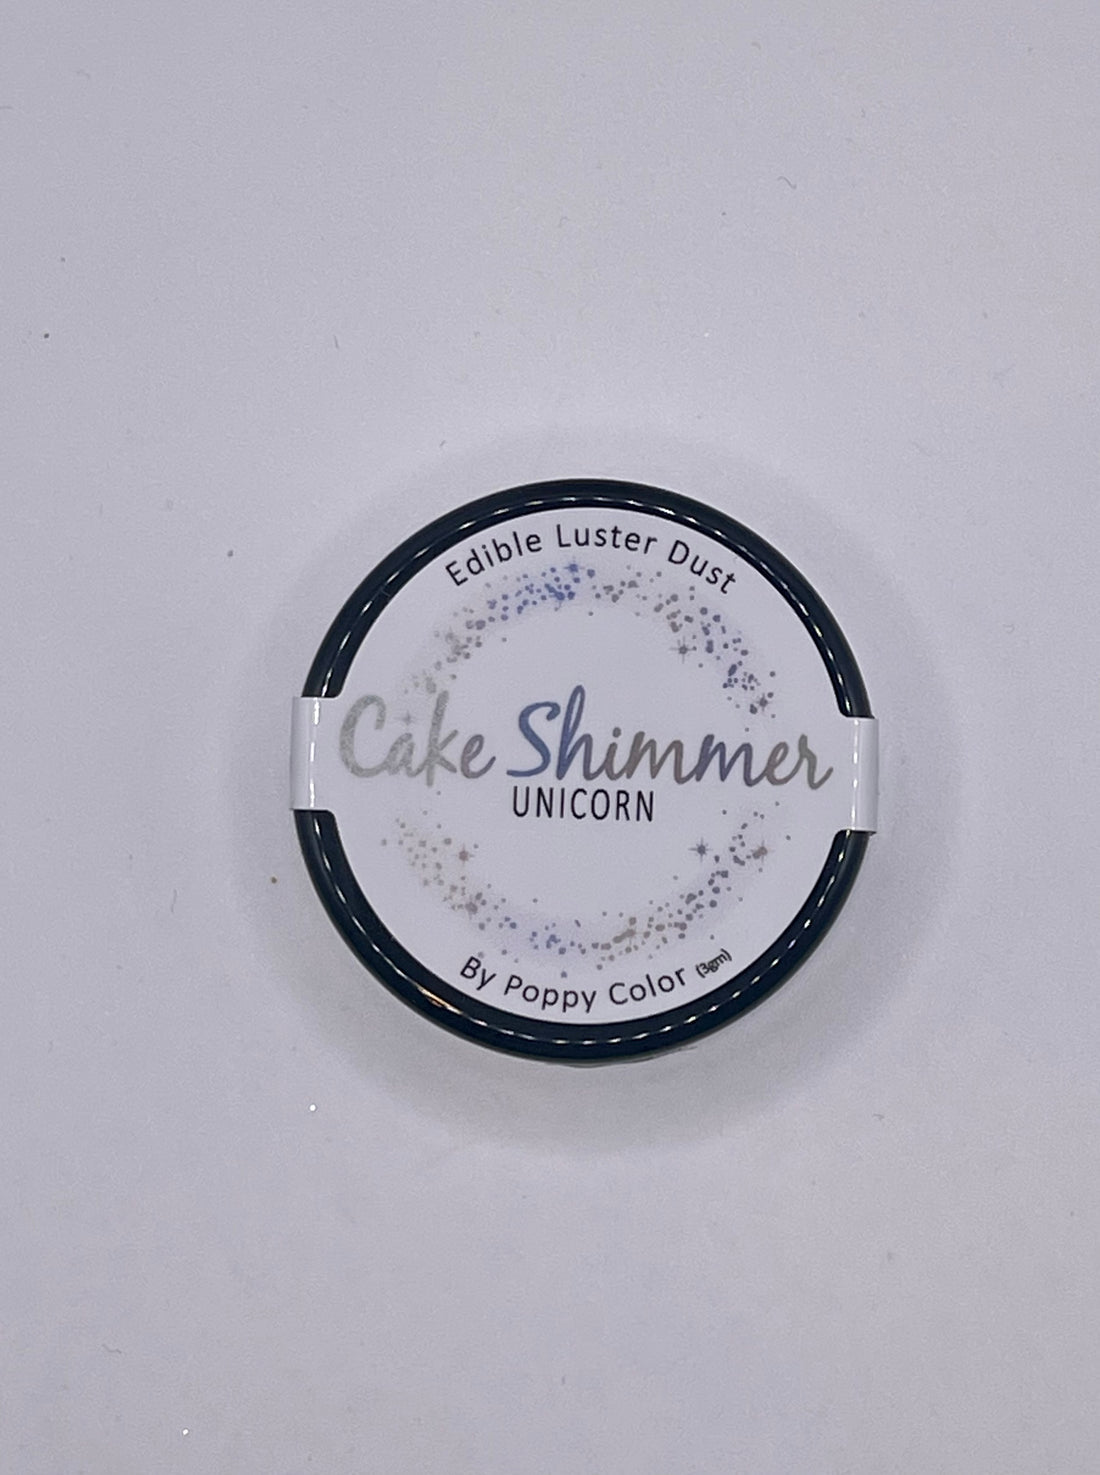 Edible Luster Dust
Cake Shimmer
UNICORN
By Poppy Color (3gm)